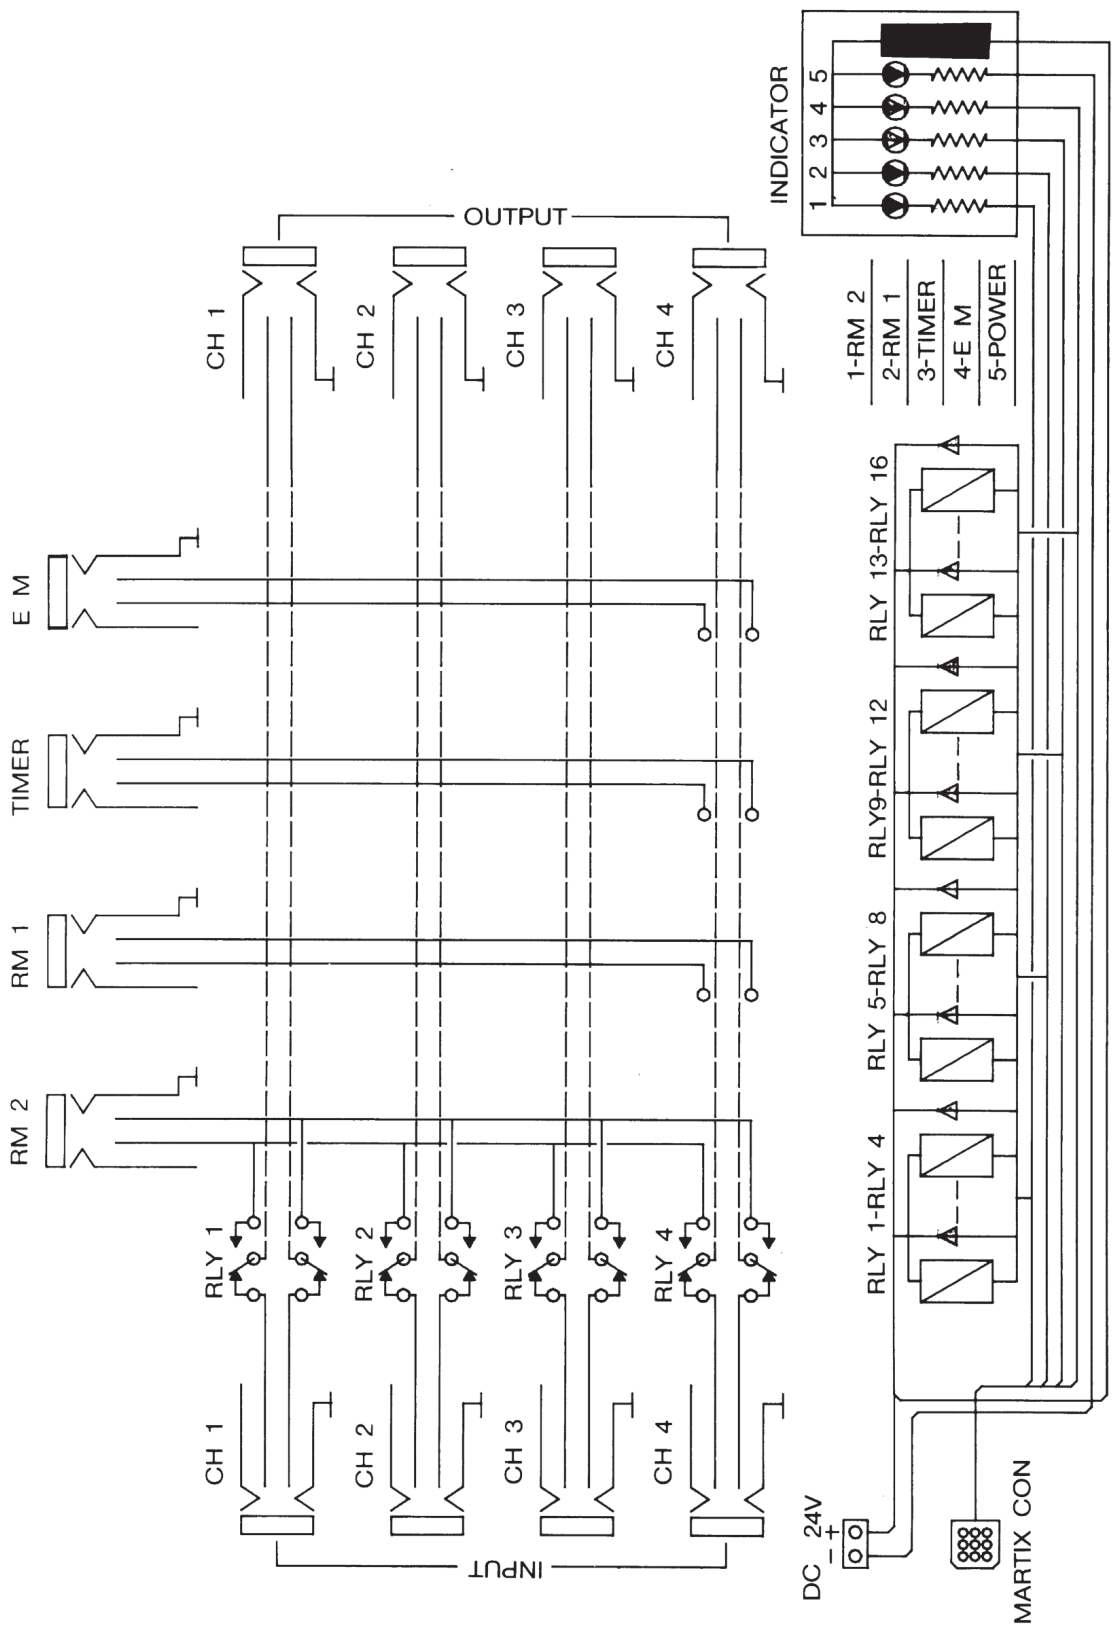 RM 2
RM 1
TIMER
E M
INPUT
CH 1
CH 2
CH 3
CH 4
RLY 1
RLY 2
RLY 3
RLY 4
OUTPUT
CH 1
CH 2
CH 3
CH 4
DC 24V
− +
MARTIX CON
RLY 1-RLY 4
RLY 5-RLY 8
RLY9-RLY 12
RLY 13-RLY 16
1-RM 2
2-RM 1
3-TIMER
4-E M
5-POWER
INDICATOR
1 2 3 4 5